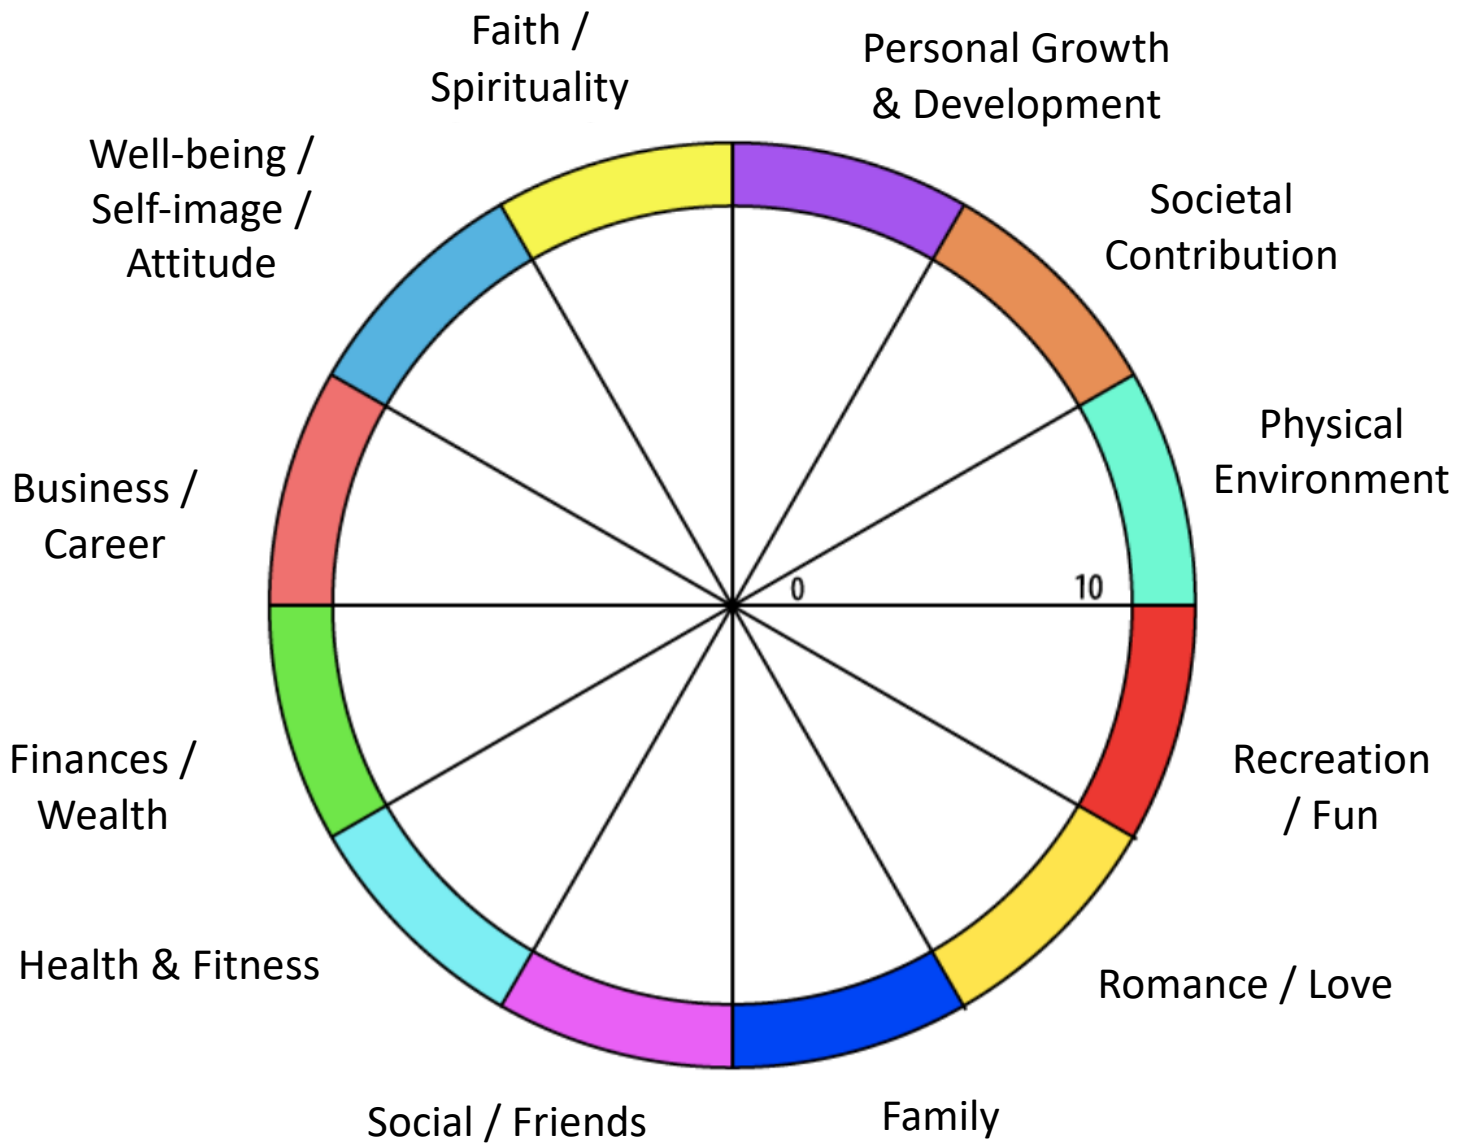 Faith /
Spirituality
Personal Growth
& Development
Well-being /
Self-image /
Attitude
Societal
Contribution
Physical
Environment
Business /
Career
0
10
Finances /
Wealth
Recreation
/ Fun
Health & Fitness
Romance / Love
Social / Friends
Family